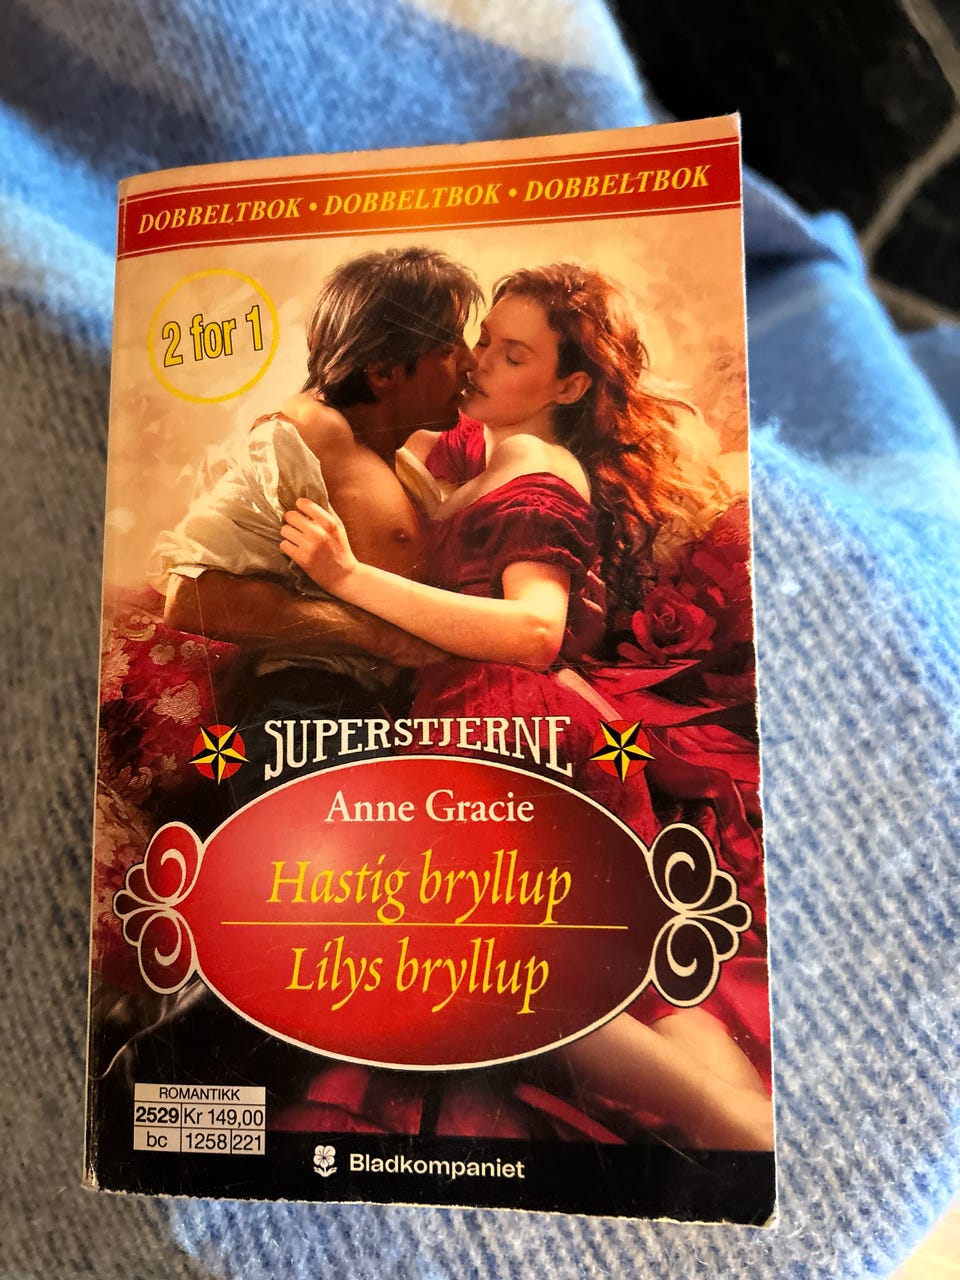 DOBBELTBOK • DOBBELTBOK • DOBBELTBOK
2 for 1
SUPERSTJERNE
Anne Gracie
Hastig bryllup
Lilys bryllup
ROMANTIKK
2529 Kr 149,00
bc 1258 221
Bladkompaniet